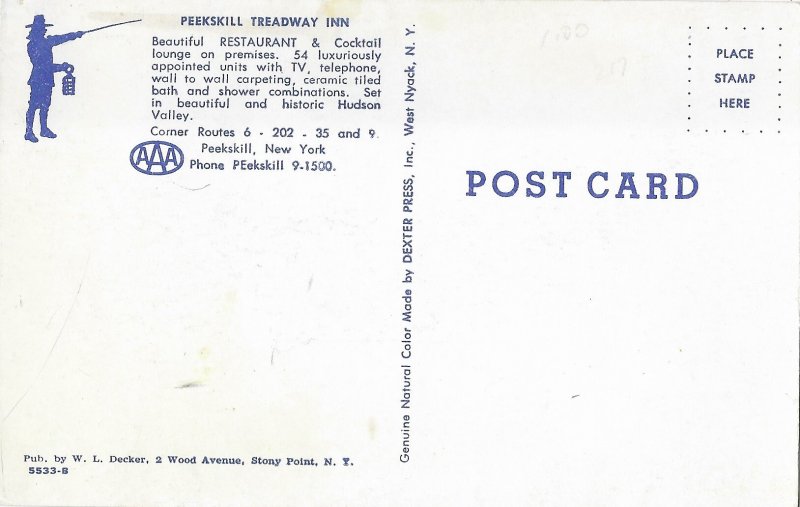 PEEKSKILL TREADWAY INN
Beautiful RESTAURANT & Cocktail
lounge on premises. 54 luxuriously
appointed units with TV, telephone,
wall to wall carpeting, ceramic tiled
bath and shower combinations. Set
in beautiful and historic Hudson
Valley.
Corner Routes 6 - 202 - 35 and 9.
Peekskill, New York
AAA
Phone PEekskill 9-1500.
Pub. by W. L. Decker, 2 Wood Avenue, Stony Point, N. Y.
5533-B
Genuine Natural Color Made by DEXTER PRESS, Inc., West Nyack, N. Y.
1.00
PLACE
STAMP
HERE
POST CARD